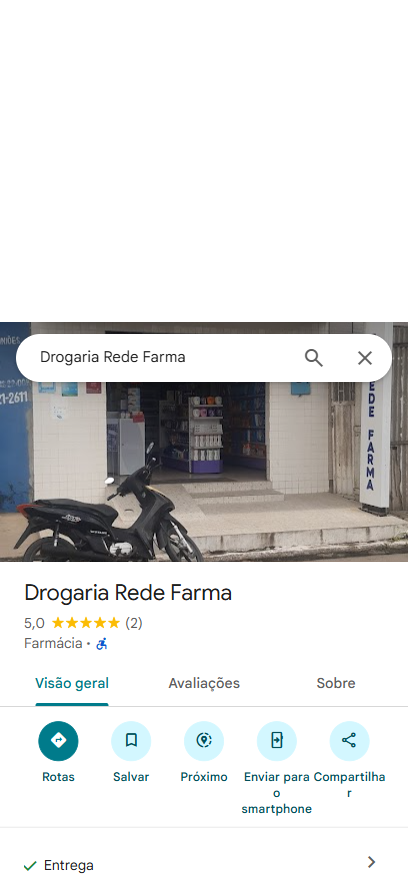 Drogaria Rede Farma
21-2611
REDE FARMA
Drogaria Rede Farma
5,0 (2)
Farmácia ·
Visão geral Avaliações Sobre
Rotas Salvar Próximo Enviar para o smartphone Compartilhar
Entrega